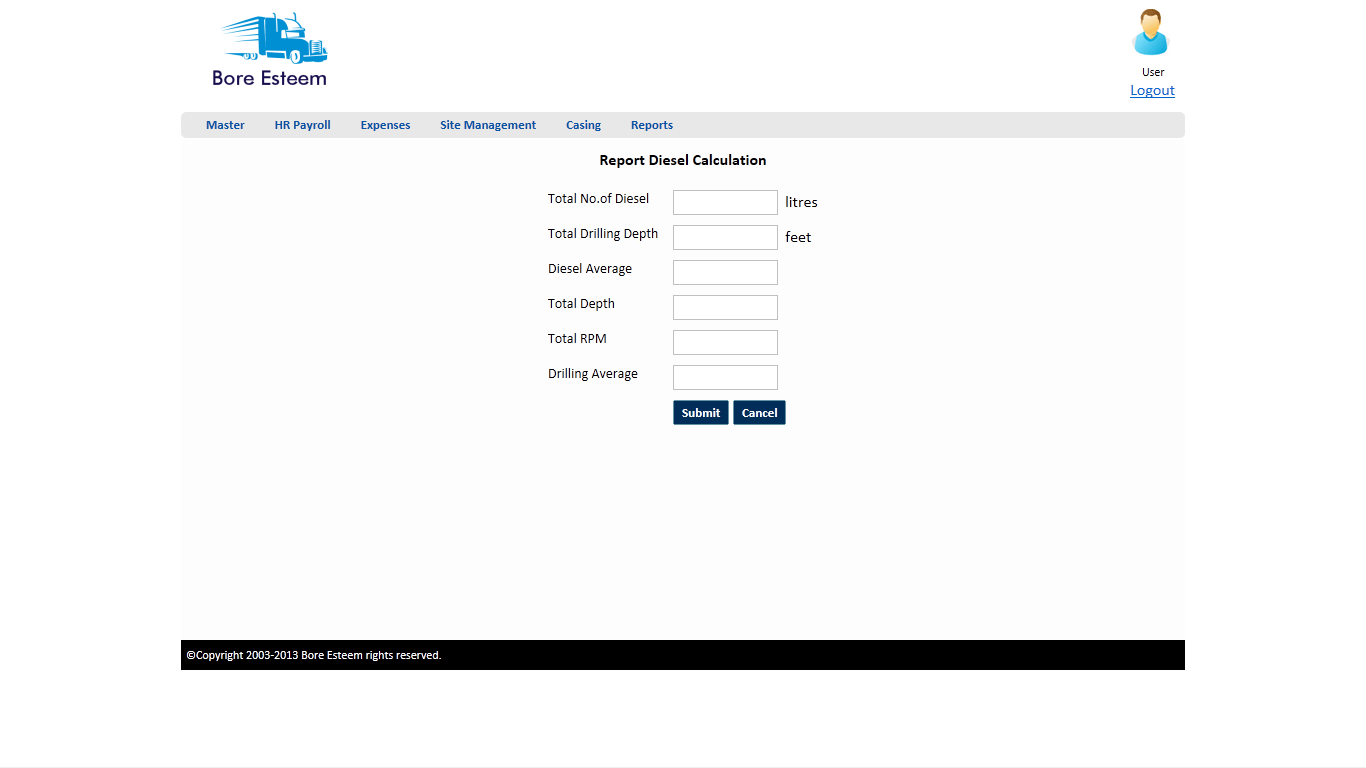 Bore Esteem
User
Logout
Master HR Payroll Expenses Site Management Casing Reports
Report Diesel Calculation
Total No.of Diesel litres
Total Drilling Depth feet
Diesel Average
Total Depth
Total RPM
Drilling Average
Submit Cancel
©Copyright 2003-2013 Bore Esteem rights reserved.